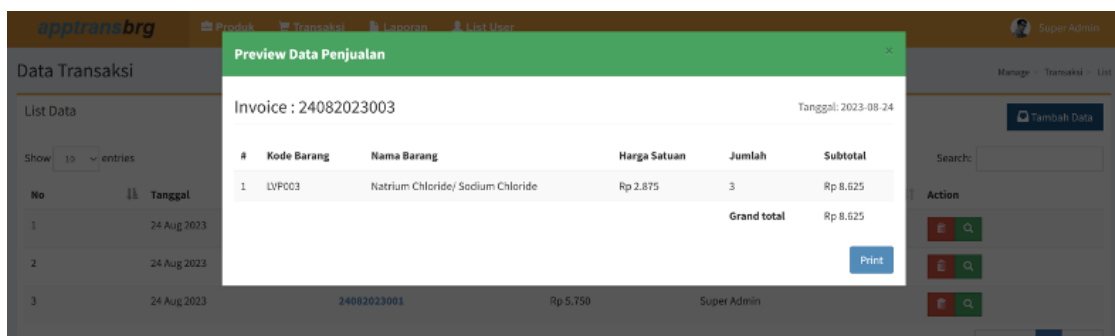 apptransbrg Produk Transaksi Laporan List User Super Admin
Preview Data Penjualan ×
Data Transaksi Manage > Transaksi > List
Invoice : 24082023003 Tanggal: 2023-08-24
List Data Tambah Data
Show 10 entries Search:
# Kode Barang Nama Barang Harga Satuan Jumlah Subtotal
1 LVP003 Natrium Chloride/ Sodium Chloride Rp 2.875 3 Rp 8.625
Grand total Rp 8.625
Print
No Tanggal Action
1 24 Aug 2023
2 24 Aug 2023
3 24 Aug 2023 24082023001 Rp 5.750 Super Admin